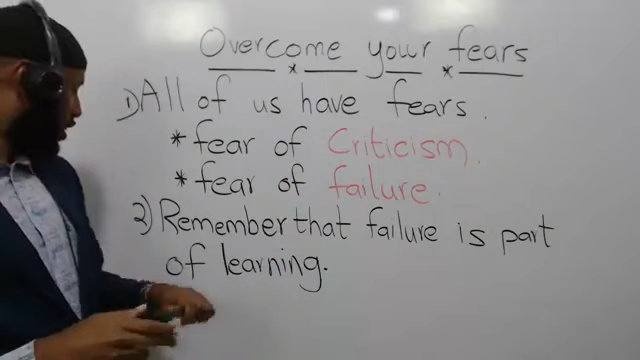 Overcome your fears
1) All of us have fears.
* fear of Criticism.
* fear of failure.
2) Remember that failure is part
of learning.